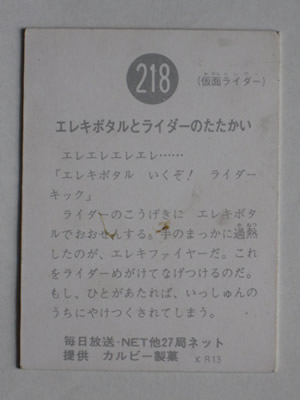 218
(仮面ライダー)
エレキボタルとライダーのたたかい
エレエレエレエレ……
「エレキボタル いくぞ! ライダー
キック」
ライダーのこうげきに エレキボタ
ルでおおせんする。手のまっかに過熱
したのが、エレキファイヤーだ。これ
をライダーめがけてなげつけるのだ。
もし、ひとがあたれば、いっしゅんの
うちにやけつくされてしまう。
毎日放送・NET他27局ネット
提供 カルビー製菓 KR13